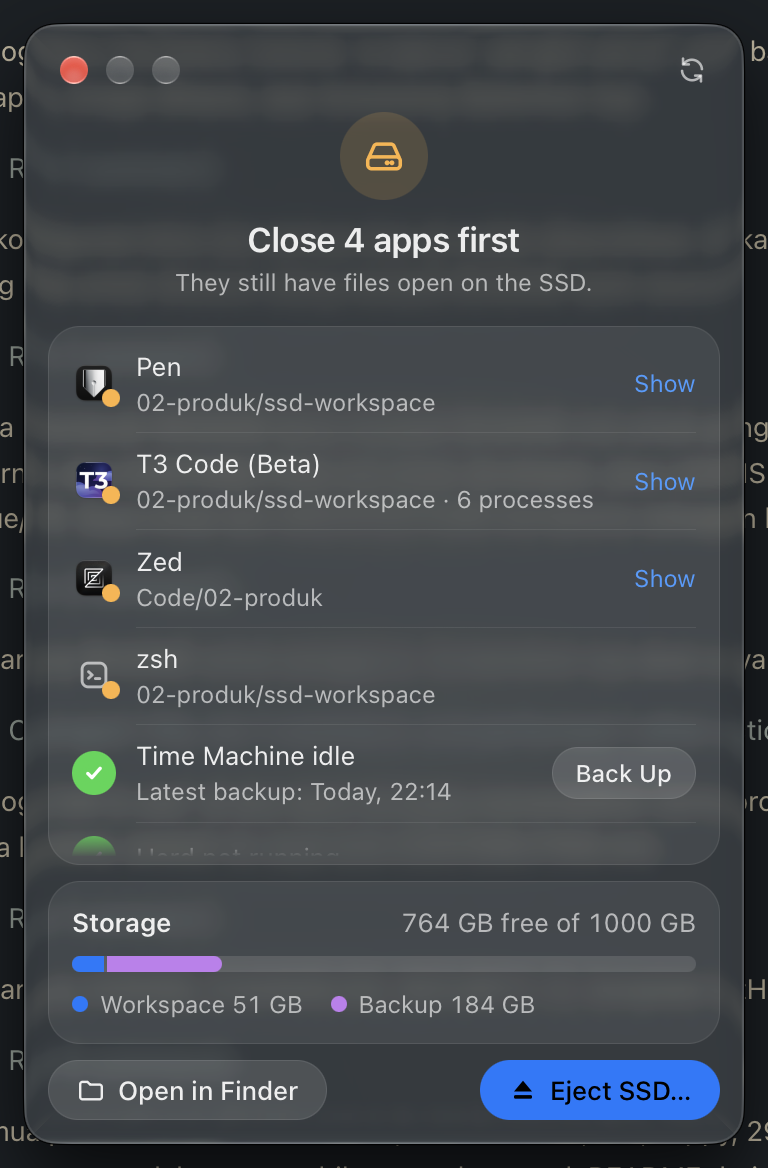 Close 4 apps first
They still have files open on the SSD.
Pen
02-produk/ssd-workspace
Show
T3
T3 Code (Beta)
02-produk/ssd-workspace · 6 processes
Show
Zed
Code/02-produk
Show
zsh
02-produk/ssd-workspace
Time Machine idle
Latest backup: Today, 22:14
Back Up
Storage
764 GB free of 1000 GB
Workspace 51 GB
Backup 184 GB
Open in Finder
Eject SSD...